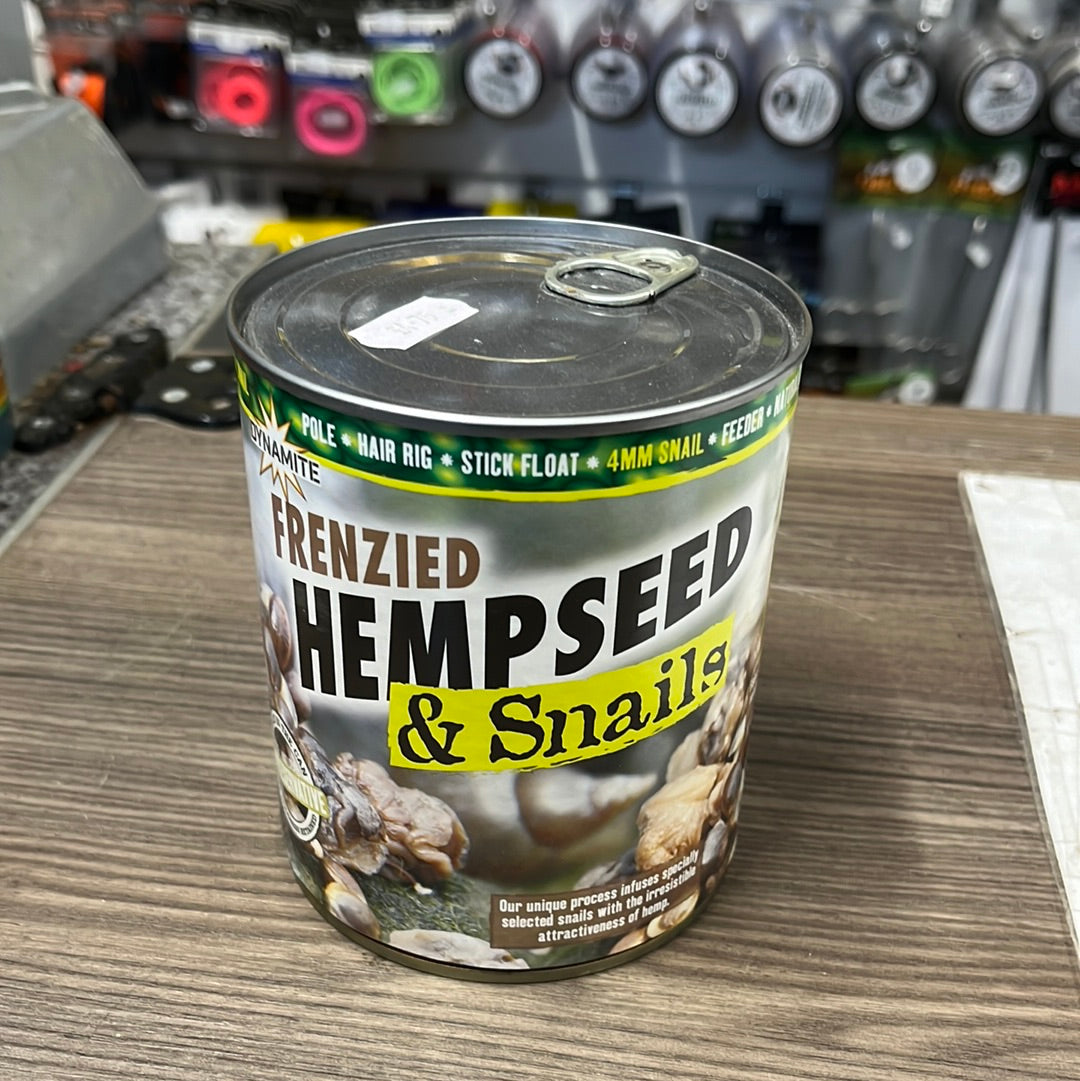 POLE * HAIR RIG * STICK FLOAT * 4MM SNAIL * FEEDER *
DYNAMITE
FRENZIED
HEMPSEED
& Snails
Our unique process infuses specially
selected snails with the irresistible
attractiveness of hemp.